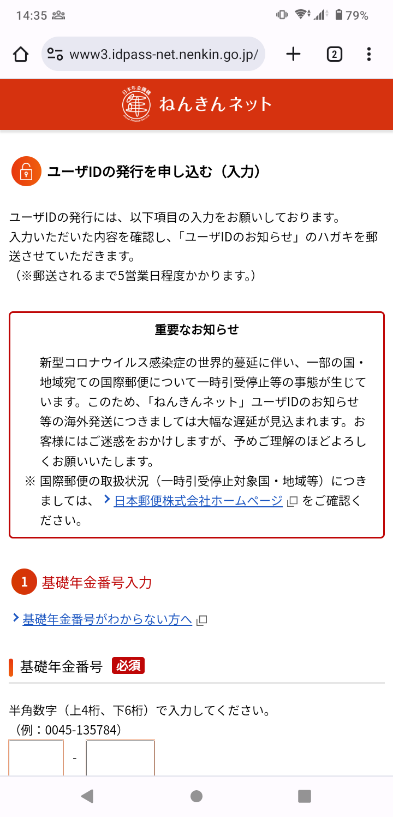 14:35
79%
www3.idpass-net.nenkin.go.jp/
2
日本年金機構
ねんきんネット
ユーザIDの発行を申し込む（入力）
ユーザIDの発行には、以下項目の入力をお願いしております。
入力いただいた内容を確認し、「ユーザIDのお知らせ」のハガキを郵
送させていただきます。
（※郵送されるまで5営業日程度かかります。）
重要なお知らせ
新型コロナウイルス感染症の世界的蔓延に伴い、一部の国・
地域宛ての国際郵便について一時引受停止等の事態が生じて
います。このため、「ねんきんネット」ユーザIDのお知らせ
等の海外発送につきましては大幅な遅延が見込まれます。お
客様にはご迷惑をおかけしますが、予めご理解のほどよろし
くお願いいたします。
※ 国際郵便の取扱状況（一時引受停止対象国・地域等）につき
ましては、 日本郵便株式会社ホームページ をご確認く
ださい。
1 基礎年金番号入力
基礎年金番号がわからない方へ
基礎年金番号 必須
半角数字（上4桁、下6桁）で入力してください。
（例：0045-135784）
-